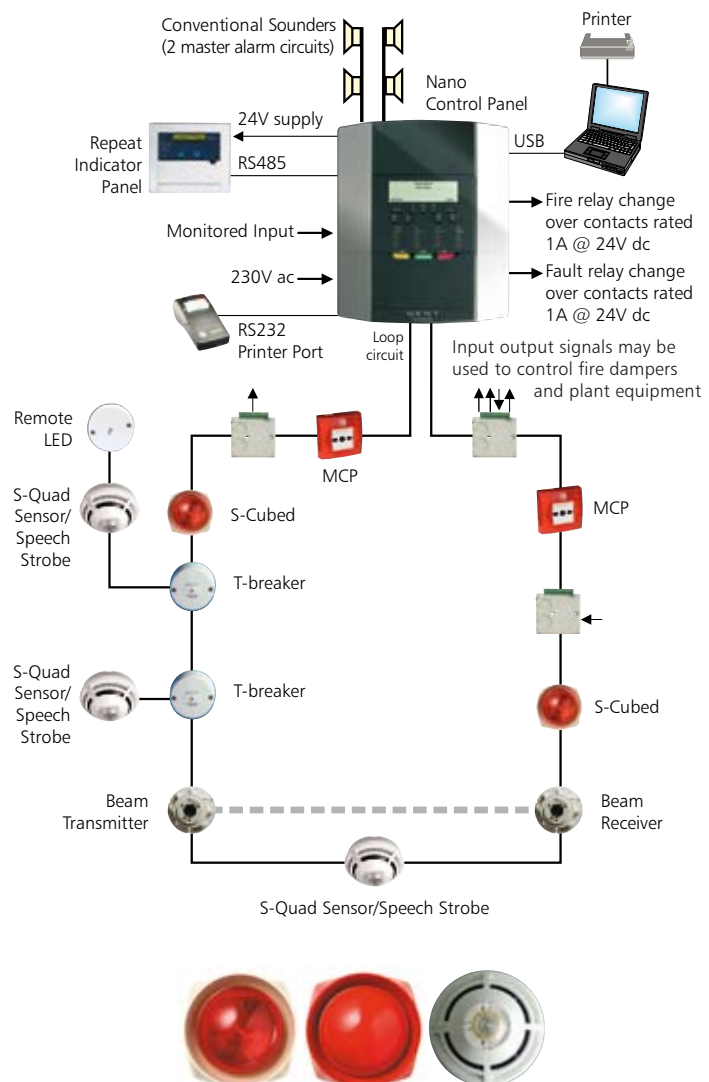 Conventional Sounders
(2 master alarm circuits)
Printer
Nano
Control Panel
24V supply
Repeat
Indicator
Panel
RS485
USB
Monitored Input
Fire relay change
over contacts rated
1A @ 24V dc
230V ac
Fault relay change
over contacts rated
1A @ 24V dc
RS232
Printer Port
Loop
circuit
Input output signals may be
used to control fire dampers
and plant equipment
Remote
LED
MCP
S-Quad
Sensor/
Speech
Strobe
S-Cubed
MCP
T-breaker
S-Quad
Sensor/
Speech
Strobe
T-breaker
S-Cubed
Beam
Transmitter
Beam
Receiver
S-Quad Sensor/Speech Strobe